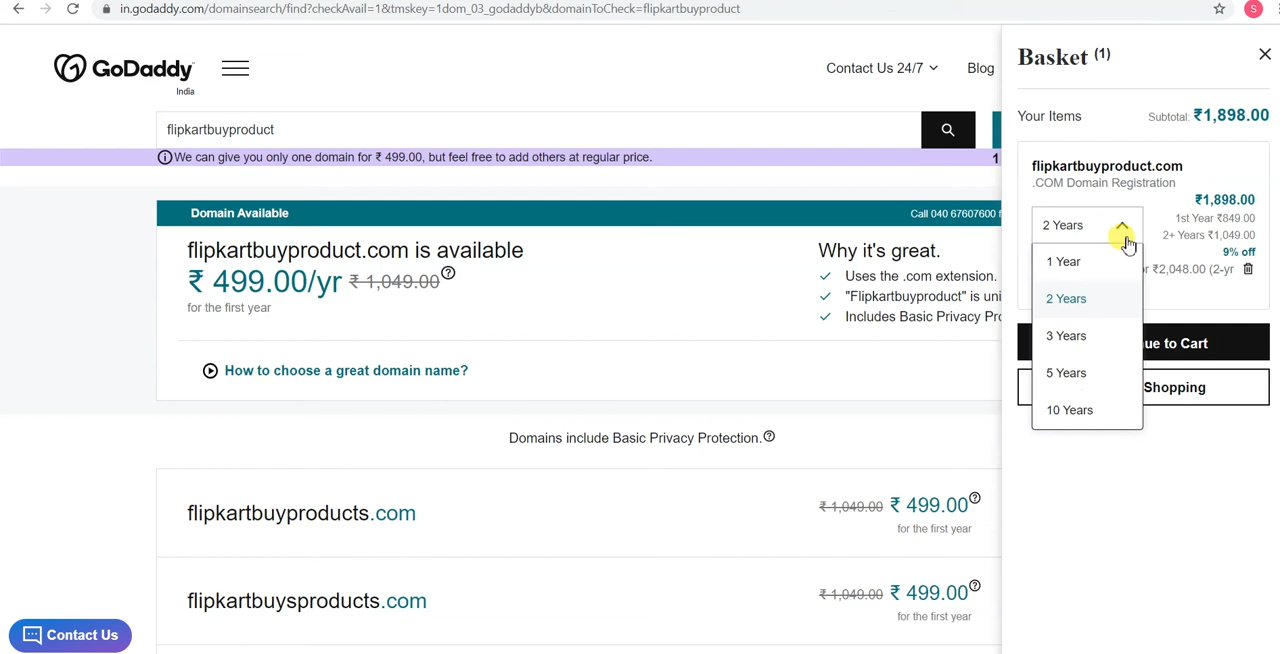 in.godaddy.com/domainsearch/find?checkAvail=1&tmskey=1dom_03_godaddyb&domainToCheck=flipkartbuyproduct
S
GoDaddy
India
Contact Us 24/7
Blog
flipkartbuyproduct
We can give you only one domain for ₹ 499.00, but feel free to add others at regular price.
1
Domain Available
Call 040 67607600 f
flipkartbuyproduct.com is available
₹ 499.00/yr ₹ 1,049.00
for the first year
Why it's great.
Uses the .com extension.
"Flipkartbuyproduct" is uni
Includes Basic Privacy Pro
How to choose a great domain name?
Domains include Basic Privacy Protection.
flipkartbuyproducts.com
₹ 1,049.00 ₹ 499.00
for the first year
flipkartbuysproducts.com
₹ 1,049.00 ₹ 499.00
for the first year
Contact Us
Basket (1)
Your Items
Subtotal: ₹1,898.00
flipkartbuyproduct.com
.COM Domain Registration
₹1,898.00
1st Year ₹849.00
2+ Years ₹1,049.00
9% off
r ₹2,048.00 (2-yr
2 Years
1 Year
2 Years
3 Years
5 Years
10 Years
ue to Cart
Shopping